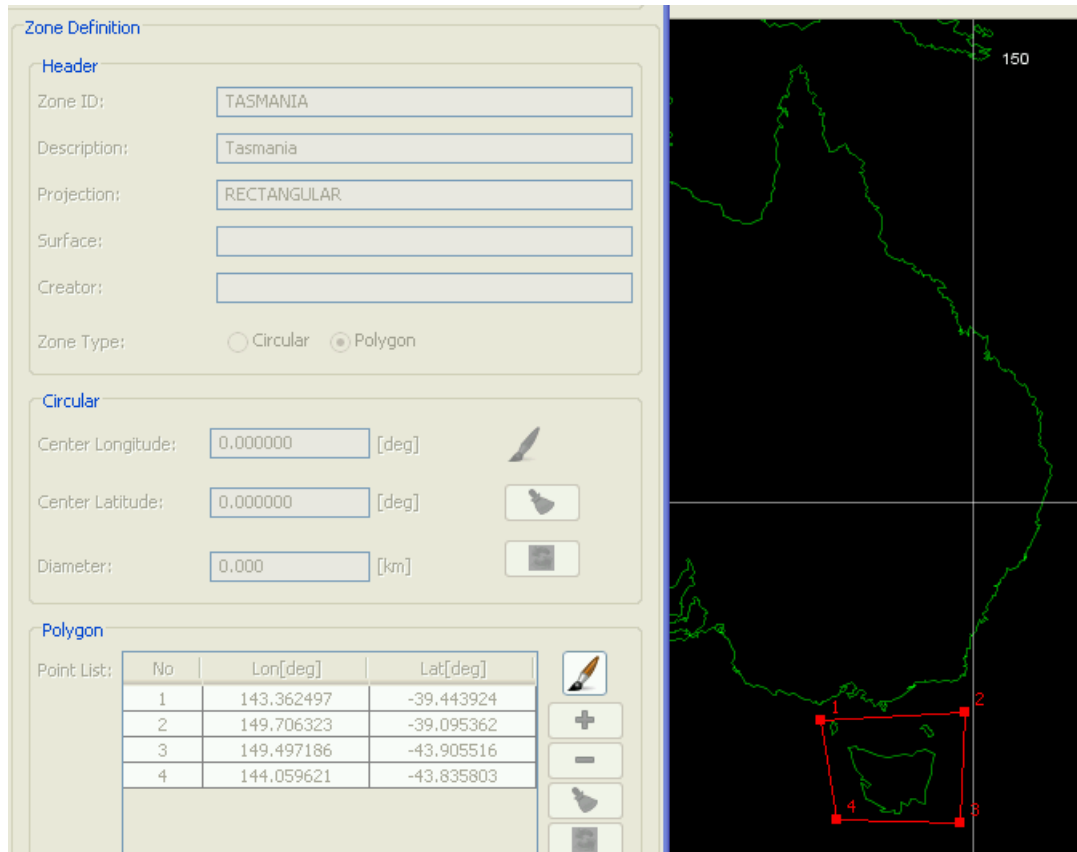 Zone Definition
Header
Zone ID: TASMANIA
Description: Tasmania
Projection: RECTANGULAR
Surface:
Creator:
Zone Type: Circular Polygon
Circular
Center Longitude: 0.000000 [deg]
Center Latitude: 0.000000 [deg]
Diameter: 0.000 [km]
Polygon
Point List: No Lon[deg] Lat[deg]
1 143.362497 -39.443924
2 149.706323 -39.095362
3 149.497186 -43.905516
4 144.059621 -43.835803
150
1
2
4
3